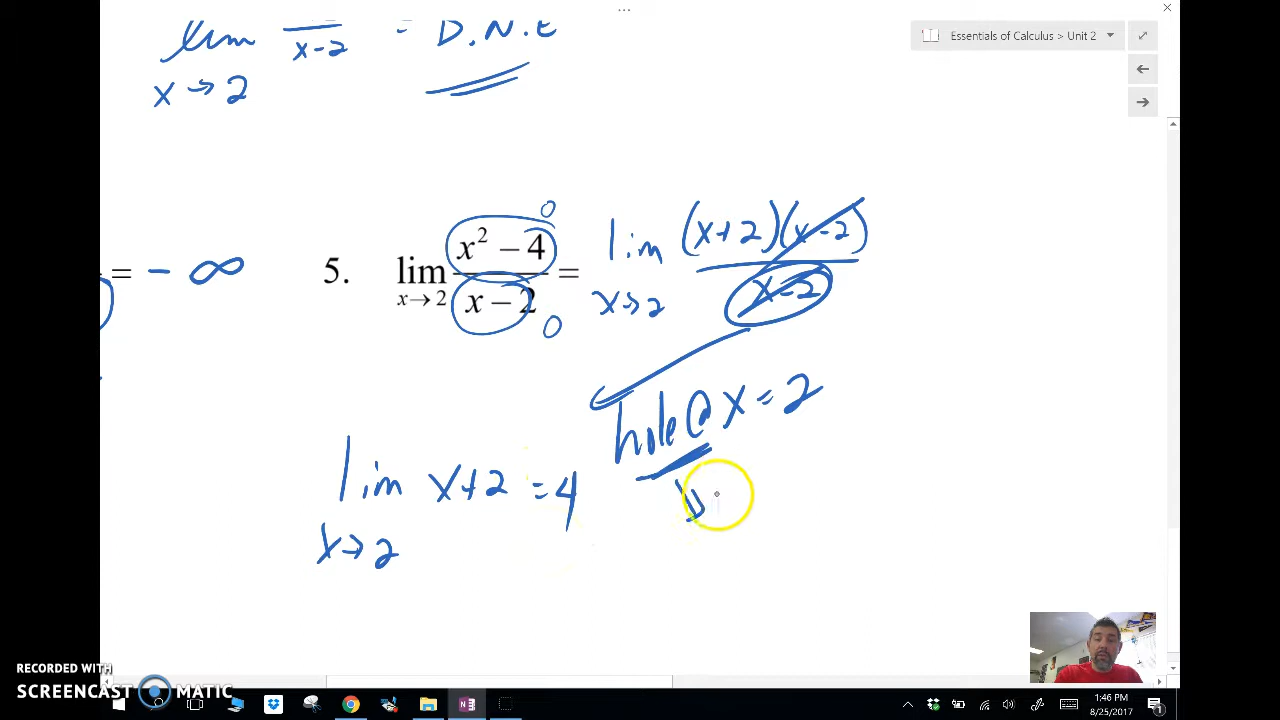 lim x-2 = D.N.E
x→2
Essentials of Calculus > Unit 2
= - ∞
5. lim x→2 x² − 4 / x − 2 = lim x→2 (x+2)(x-2) / x-2
0
0
hole @ x = 2
lim x+2 = 4
x→2
RECORDED WITH
SCREENCAST MATIC
1:46 PM
8/25/2017